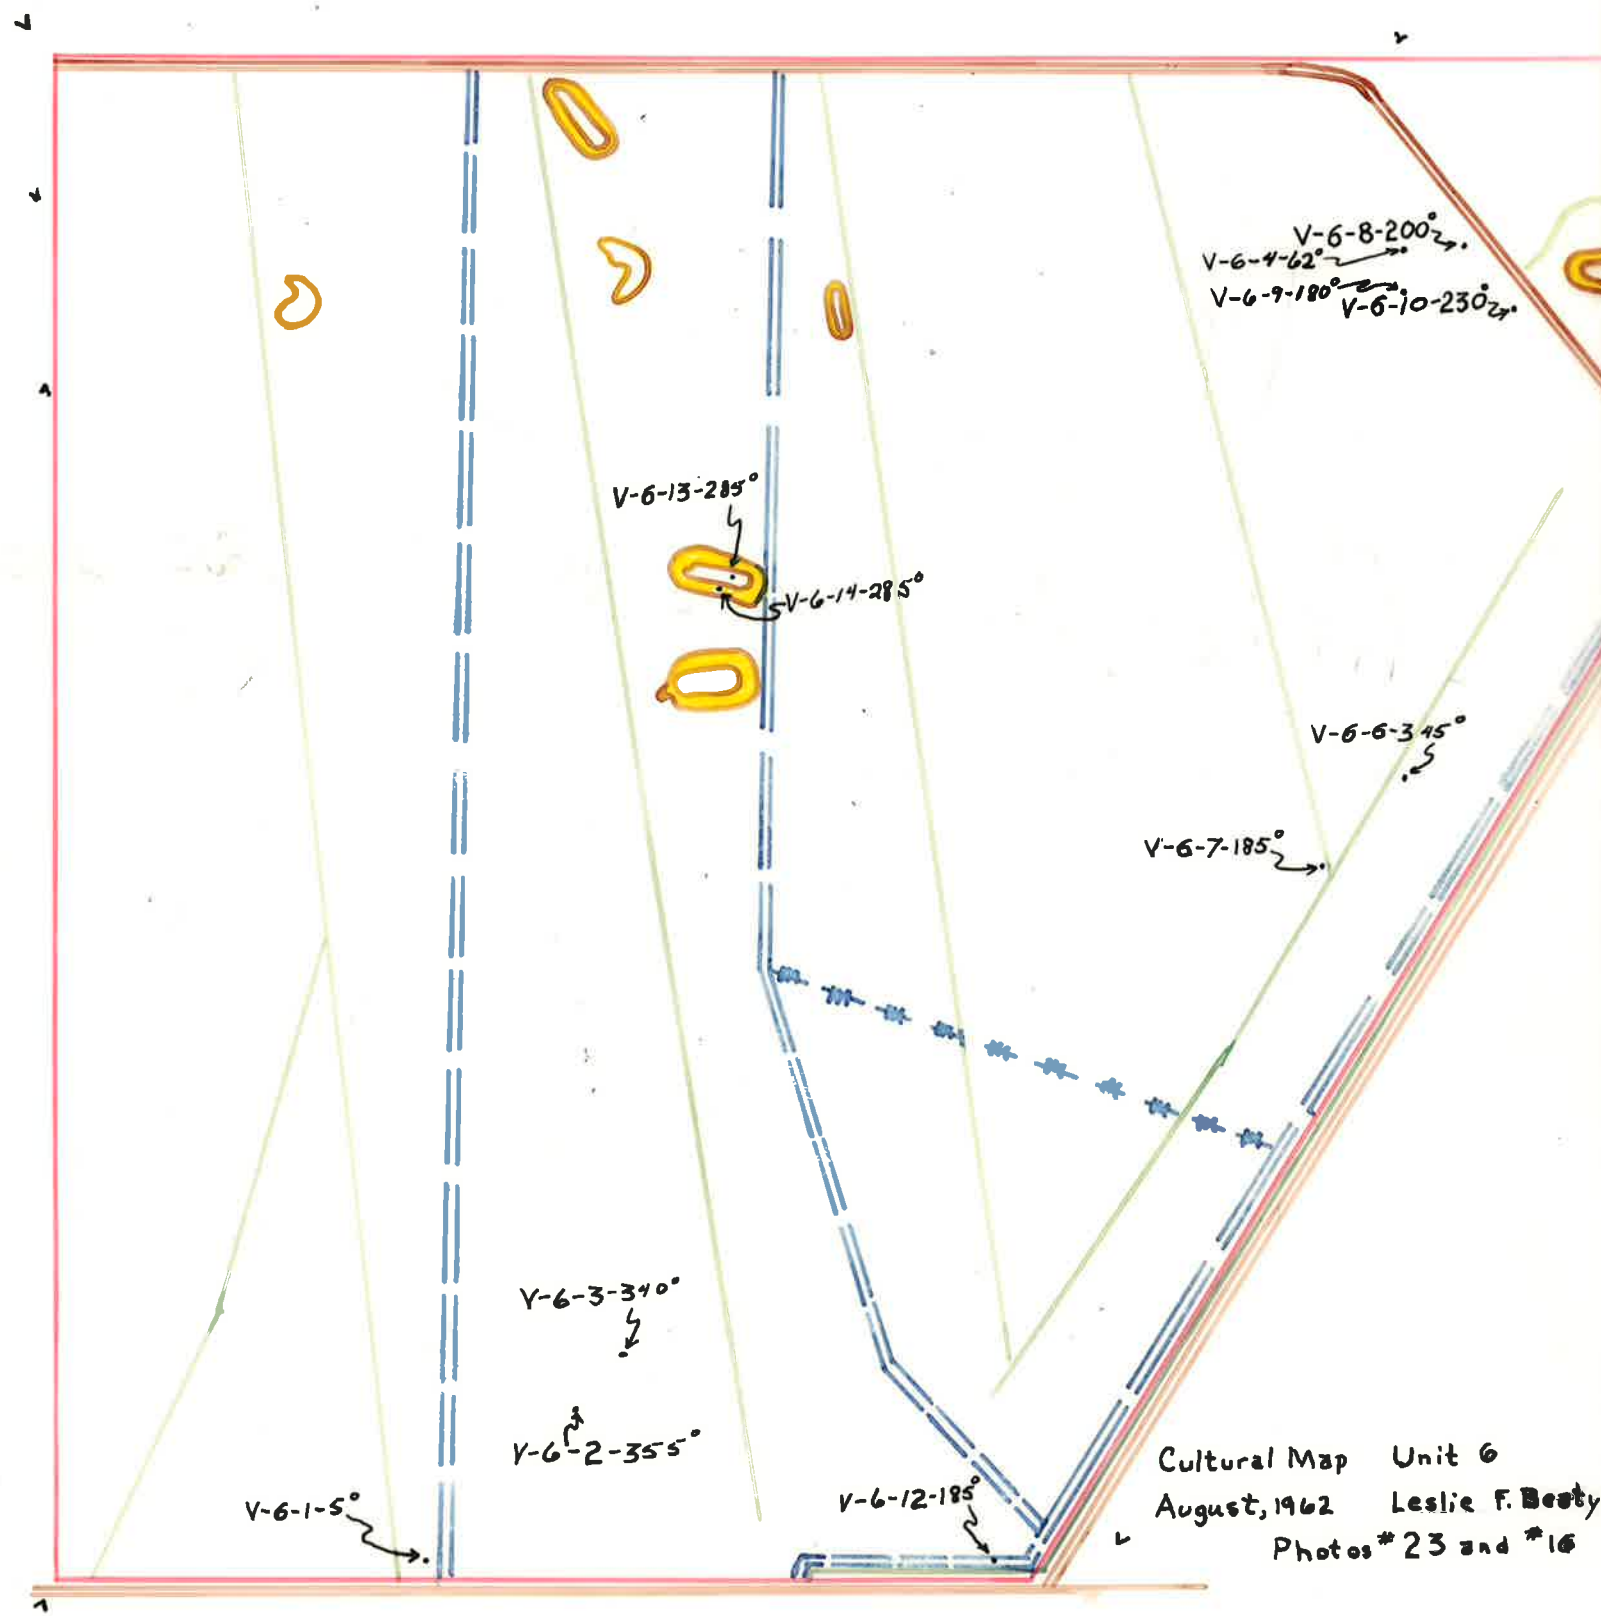 V-6-8-200°
V-6-4-62°
V-6-9-180° V-6-10-230°
V-6-13-285°
V-6-14-285°
V-6-6-345°
V-6-7-185°
V-6-3-340°
V-6-2-355°
V-6-1-5°
V-6-12-185°
Cultural Map Unit 6
August, 1962 Leslie F. Beaty
Photos #23 and #16